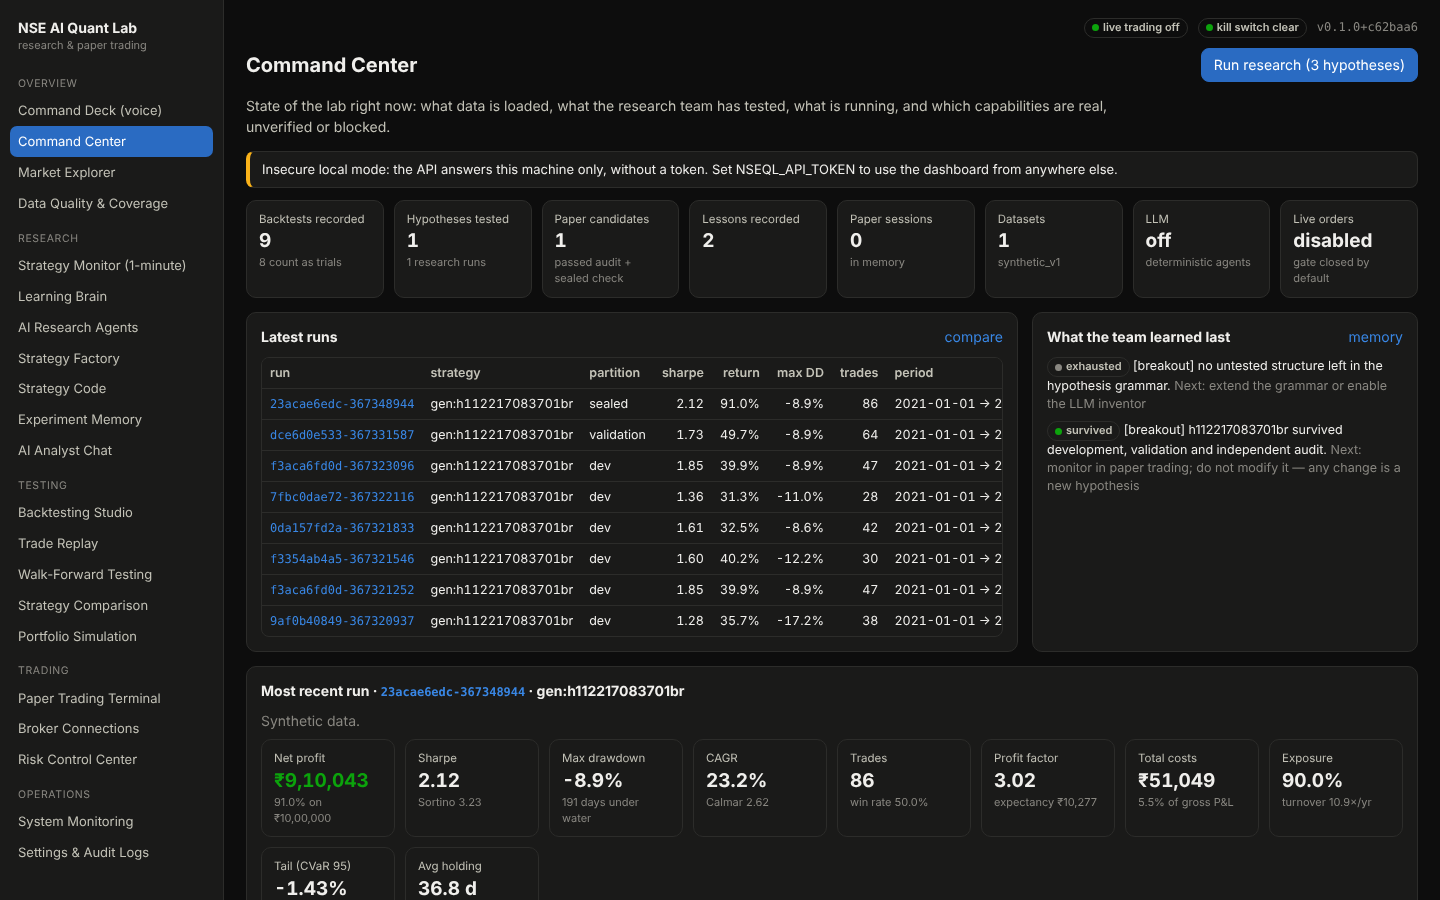 NSE AI Quant Lab
research & paper trading
OVERVIEW
Command Deck (voice)
Command Center
Market Explorer
Data Quality & Coverage
RESEARCH
Strategy Monitor (1-minute)
Learning Brain
AI Research Agents
Strategy Factory
Strategy Code
Experiment Memory
AI Analyst Chat
TESTING
Backtesting Studio
Trade Replay
Walk-Forward Testing
Strategy Comparison
Portfolio Simulation
TRADING
Paper Trading Terminal
Broker Connections
Risk Control Center
OPERATIONS
System Monitoring
Settings & Audit Logs
live trading off kill switch clear v0.1.0+c62baa6
Command Center
Run research (3 hypotheses)
State of the lab right now: what data is loaded, what the research team has tested, what is running, and which capabilities are real,
unverified or blocked.
Insecure local mode: the API answers this machine only, without a token. Set NSEQL_API_TOKEN to use the dashboard from anywhere else.
Backtests recorded
9
8 count as trials
Hypotheses tested
1
1 research runs
Paper candidates
1
passed audit +
sealed check
Lessons recorded
2
Paper sessions
0
in memory
Datasets
1
synthetic_v1
LLM
off
deterministic agents
Live orders
disabled
gate closed by
default
Latest runs compare
run strategy partition sharpe return max DD trades period
23acae6edc-367348944 gen:h112217083701br sealed 2.12 91.0% -8.9% 86 2021-01-01 → 2
dce6d0e533-367331587 gen:h112217083701br validation 1.73 49.7% -8.9% 64 2021-01-01 → 2
f3aca6fd0d-367323096 gen:h112217083701br dev 1.85 39.9% -8.9% 47 2021-01-01 → 2
7fbc0dae72-367322116 gen:h112217083701br dev 1.36 31.3% -11.0% 28 2021-01-01 → 2
0da157fd2a-367321833 gen:h112217083701br dev 1.61 32.5% -8.6% 42 2021-01-01 → 2
f3354ab4a5-367321546 gen:h112217083701br dev 1.60 40.2% -12.2% 30 2021-01-01 → 2
f3aca6fd0d-367321252 gen:h112217083701br dev 1.85 39.9% -8.9% 47 2021-01-01 → 2
9af0b40849-367320937 gen:h112217083701br dev 1.28 35.7% -17.2% 38 2021-01-01 → 2
What the team learned last memory
exhausted [breakout] no untested structure left in the
hypothesis grammar. Next: extend the grammar or enable
the LLM inventor
survived [breakout] h112217083701br survived
development, validation and independent audit. Next:
monitor in paper trading; do not modify it — any change is a
new hypothesis
Most recent run · 23acae6edc-367348944 · gen:h112217083701br
Synthetic data.
Net profit
₹9,10,043
91.0% on
₹10,00,000
Sharpe
2.12
Sortino 3.23
Max drawdown
-8.9%
191 days under
water
CAGR
23.2%
Calmar 2.62
Trades
86
win rate 50.0%
Profit factor
3.02
expectancy ₹10,277
Total costs
₹51,049
5.5% of gross P&L
Exposure
90.0%
turnover 10.9×/yr
Tail (CVaR 95)
-1.43%
Avg holding
36.8 d